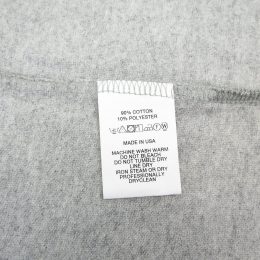 90% COTTON
10% POLYESTER
MADE IN USA
MACHINE WASH WARM
DO NOT BLEACH
DO NOT TUMBLE DRY
LINE DRY
IRON STEAM OR DRY
PROFESSIONALLY
DRYCLEAN